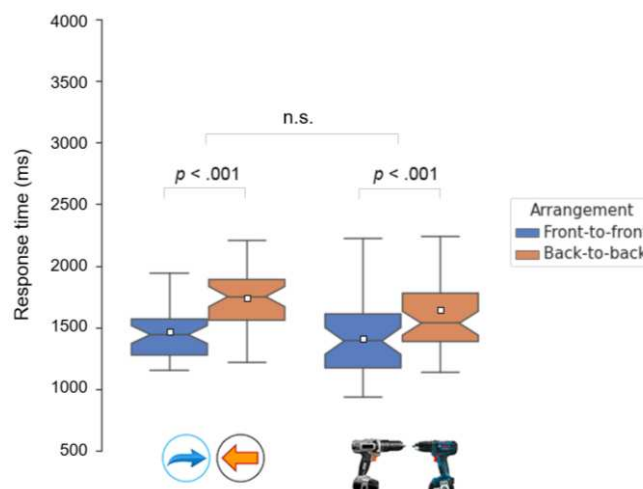 4000
3500
3000
2500
2000
1500
1000
500
Response time (ms)
n.s.
p < .001
p < .001
Arrangement
Front-to-front
Back-to-back